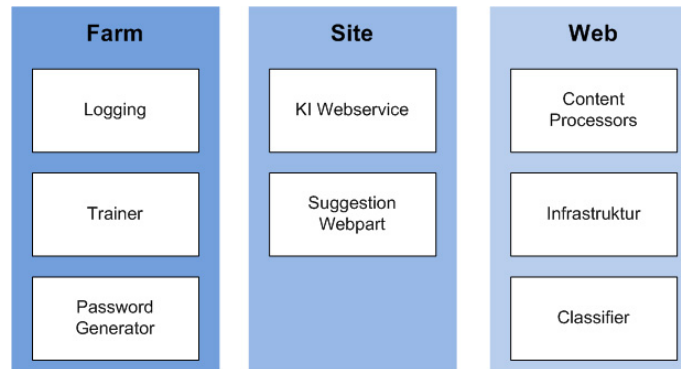 Farm
Logging
Trainer
Password
Generator
Site
KI Webservice
Suggestion
Webpart
Web
Content
Processors
Infrastruktur
Classifier